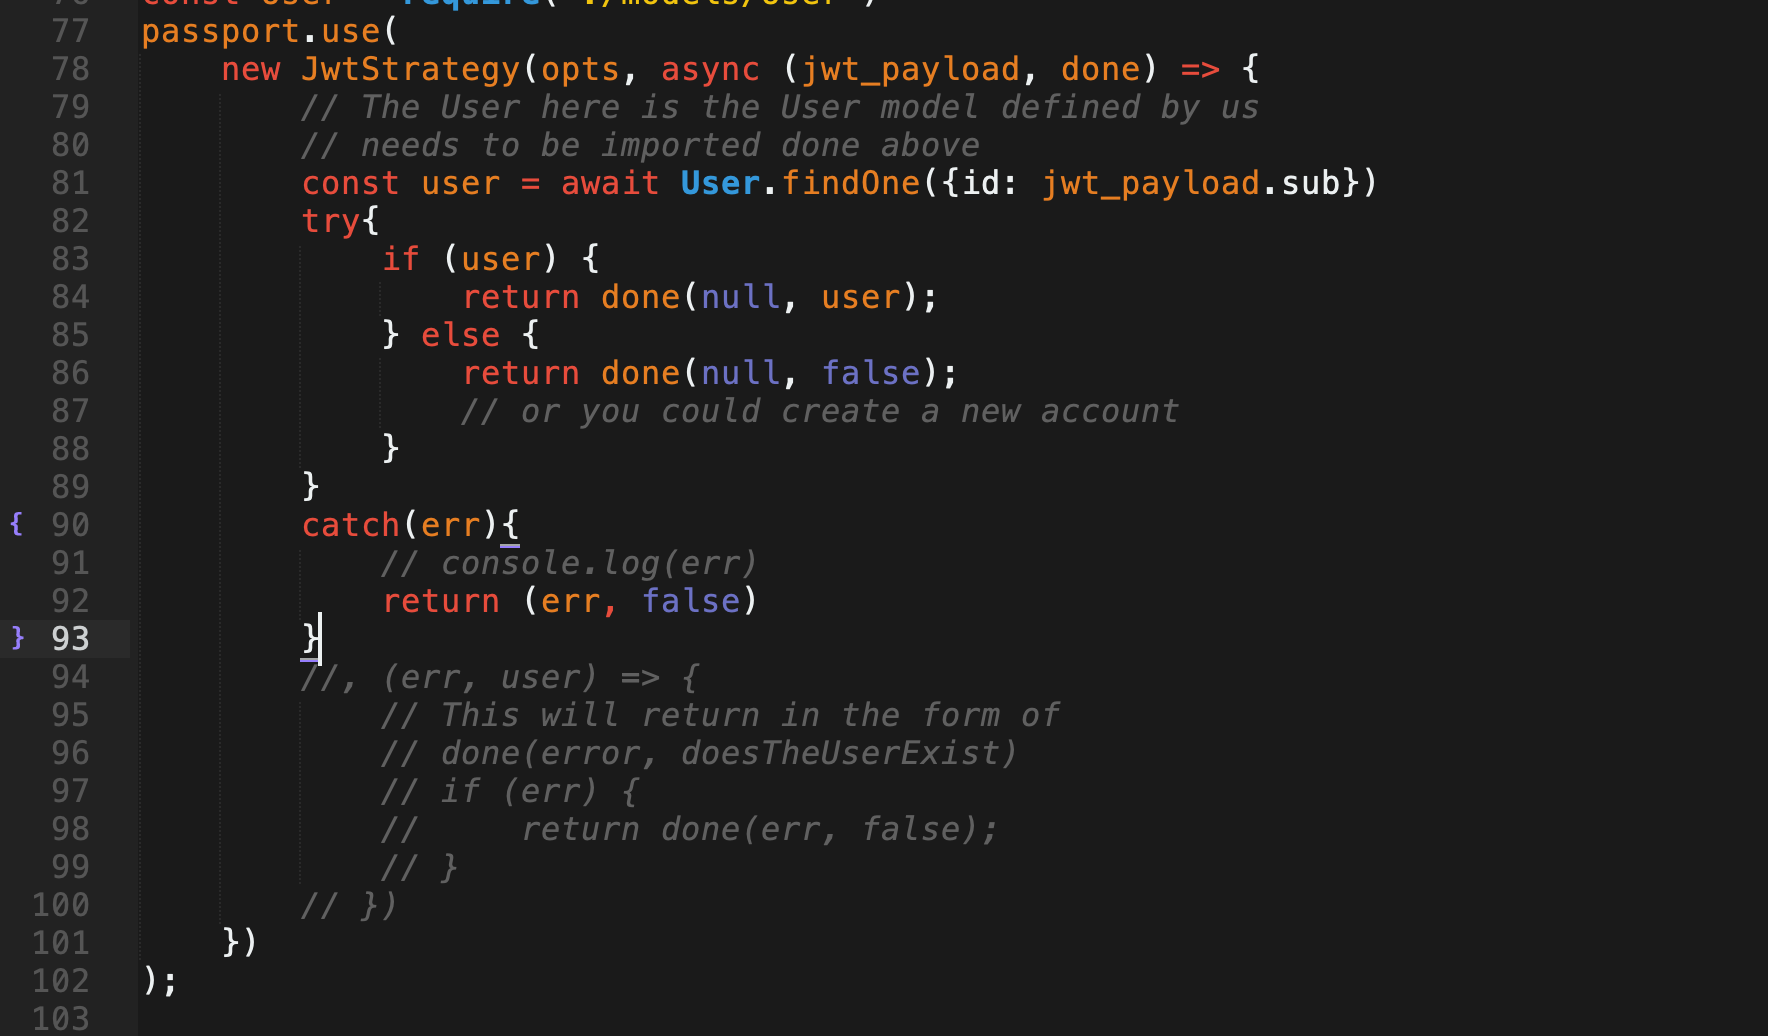 77 passport.use(
78     new JwtStrategy(opts, async (jwt_payload, done) => {
79         // The User here is the User model defined by us
80         // needs to be imported done above
81         const user = await User.findOne({id: jwt_payload.sub})
82         try{
83             if (user) {
84                 return done(null, user);
85             } else {
86                 return done(null, false);
87                 // or you could create a new account
88             }
89         }
{ 90         catch(err){
91             // console.log(err)
92             return (err, false)
} 93         }
94         //, (err, user) => {
95             // This will return in the form of
96             // done(error, doesTheUserExist)
97             // if (err) {
98             //     return done(err, false);
99             // }
100         // })
101     })
102 );
103